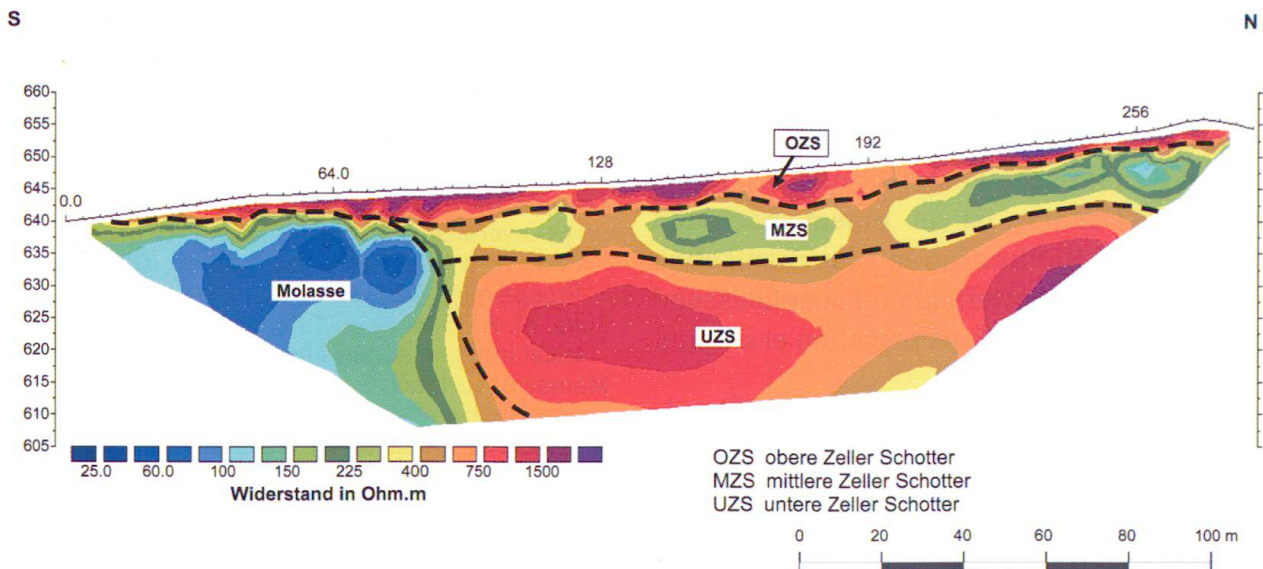 S
N
660
655
650
645
640
635
630
625
620
615
610
605
0.0
64.0
128
192
256
OZS
MZS
Molasse
UZS
25.0 60.0 100 150 225 400 750 1500
Widerstand in Ohm.m
OZS obere Zeller Schotter
MZS mittlere Zeller Schotter
UZS untere Zeller Schotter
0 20 40 60 80 100 m